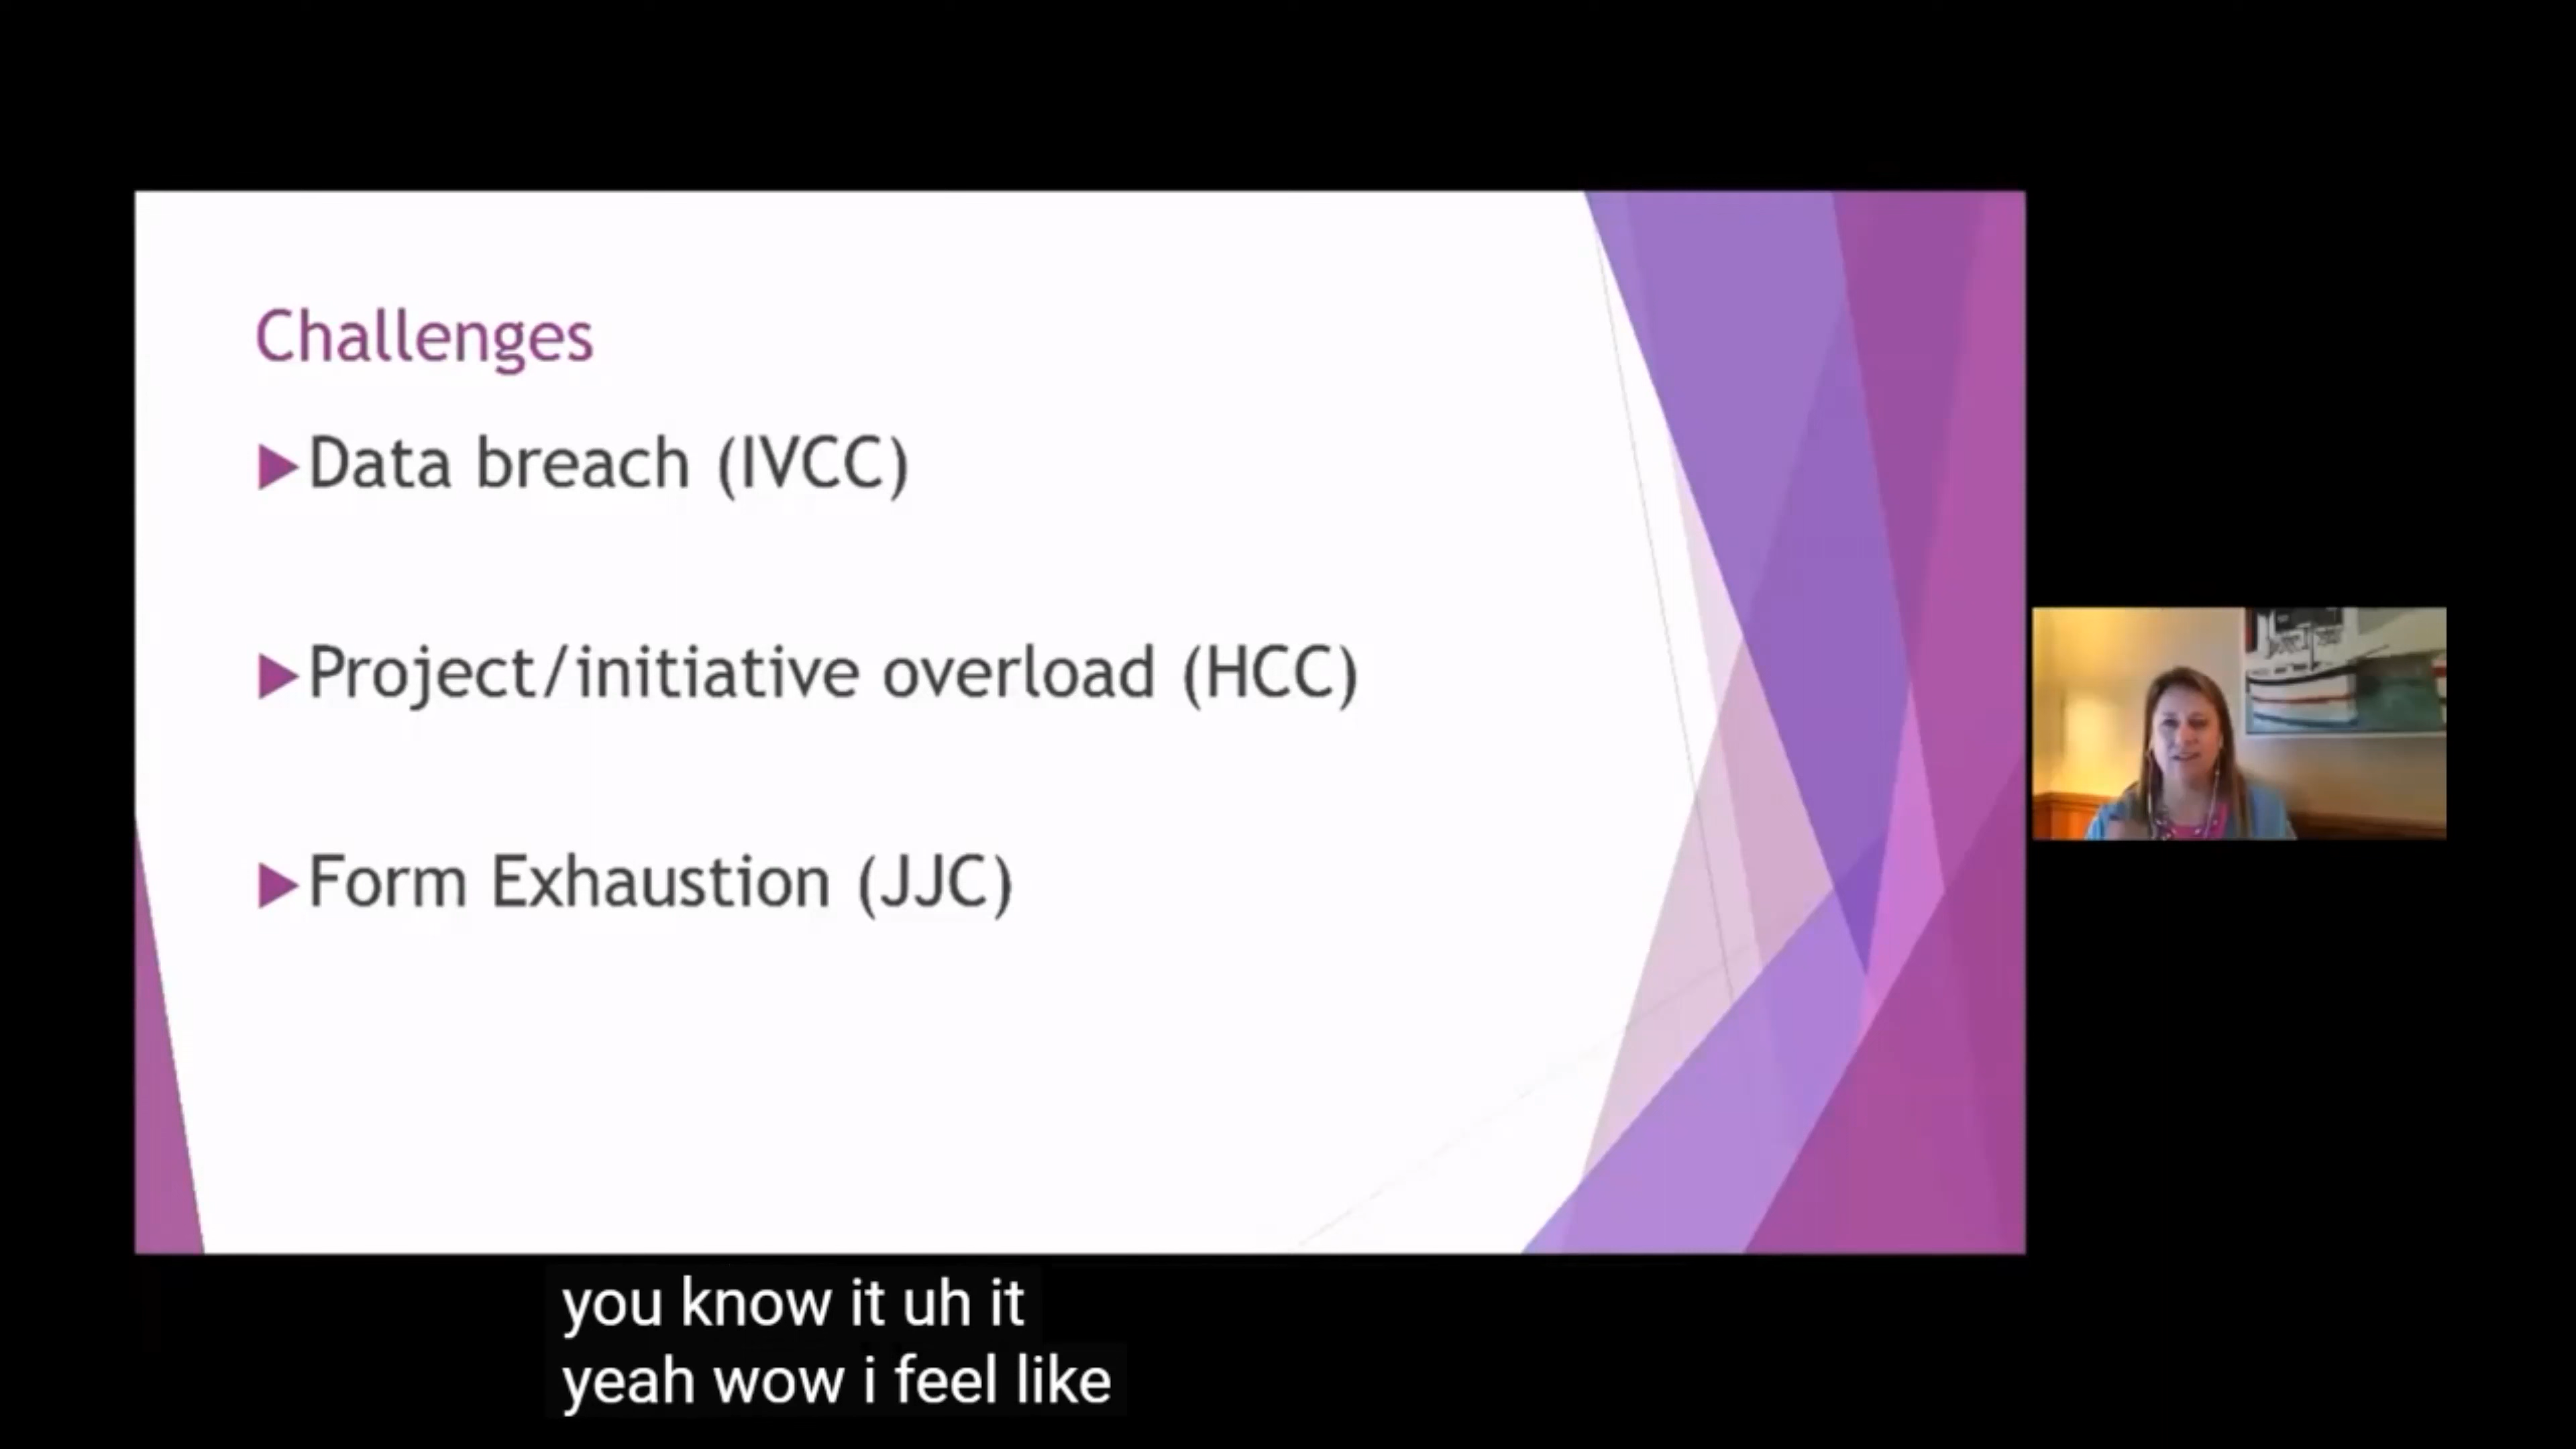 Challenges
Data breach (IVCC)
Project/initiative overload (HCC)
Form Exhaustion (JJC)
you know it uh it
yeah wow i feel like